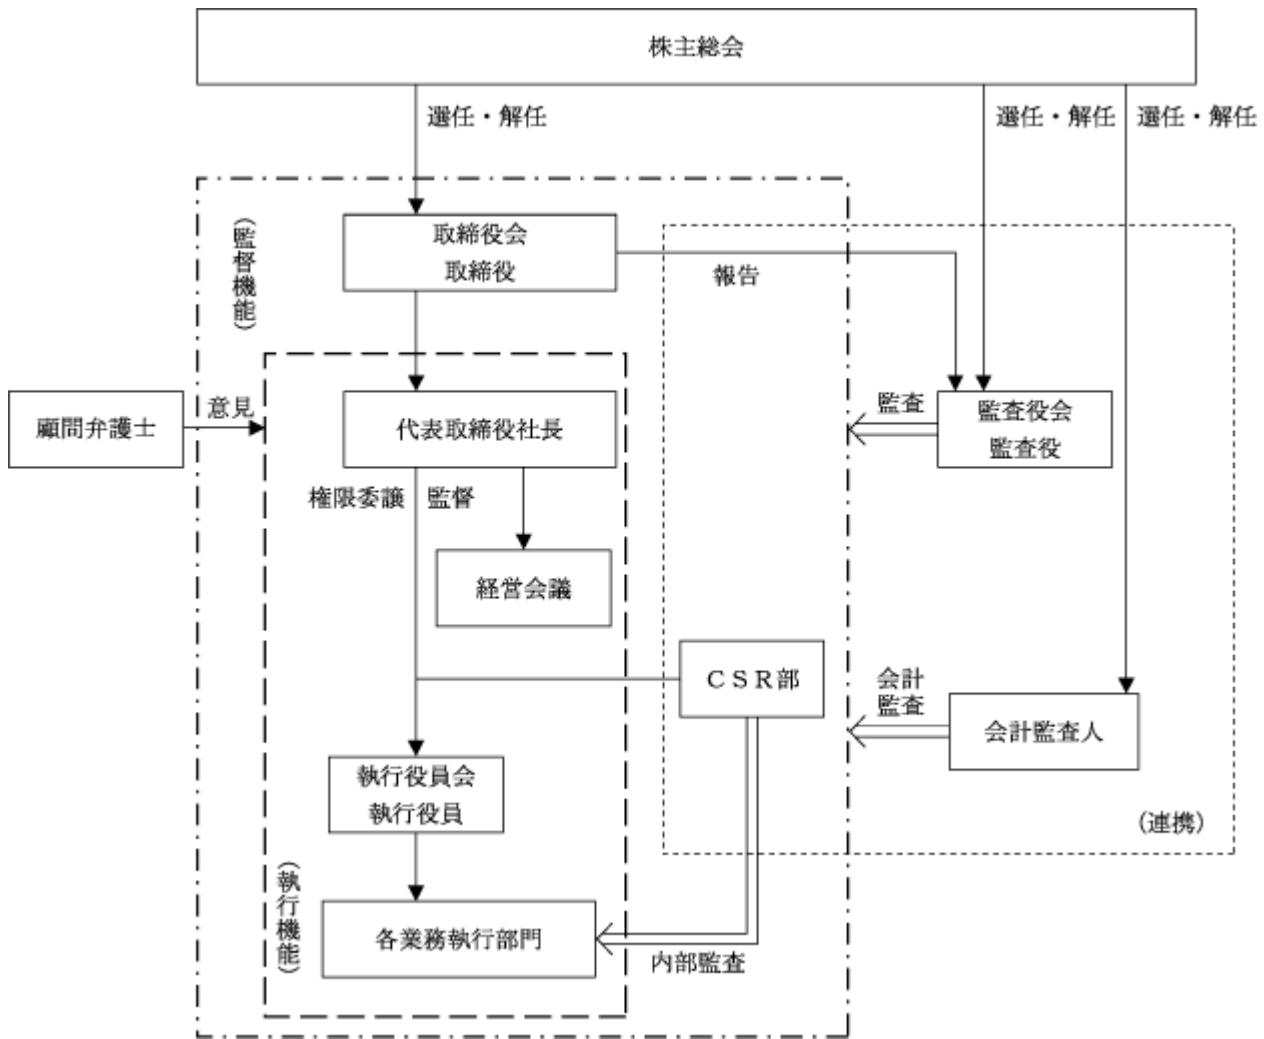 株主総会
選任・解任
選任・解任
選任・解任
(監督機能)
取締役会
取締役
報告
顧問弁護士
意見
代表取締役社長
監査
監査役会
監査役
権限委譲
監督
経営会議
ＣＳＲ部
会計
監査
会計監査人
執行役員会
執行役員
(連携)
(執行機能)
各業務執行部門
内部監査